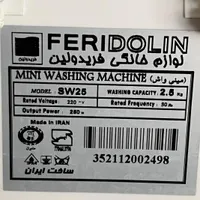 FERIDOLIN
لوازم خانگی فریدولین
MINI WASHING MACHINE (مینی واش)
MODEL: SW25 WASHING CAPACITY: 2.5 kg
Rated Voltage: 220 v~ Rated Frequency: 50 Hz
Output Power: 280 w
Made In IRAN
352112002498
ساخت ایران